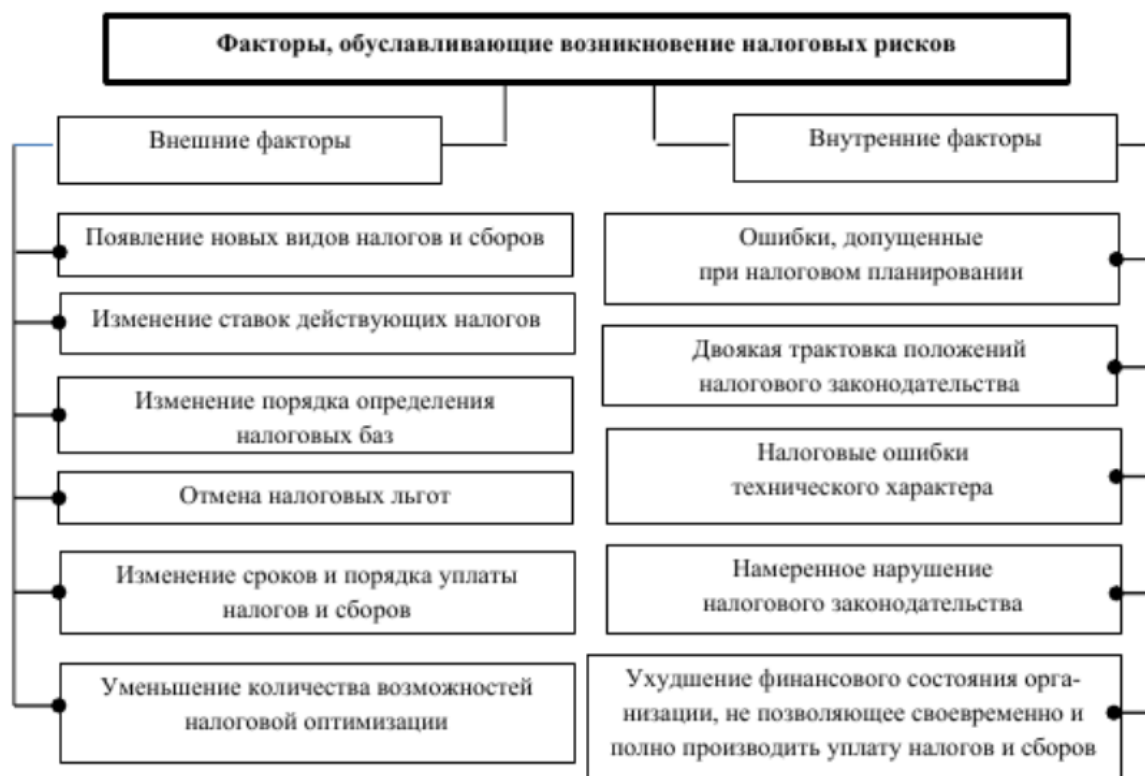 Факторы, обуславливающие возникновение налоговых рисков
Внешние факторы
Появление новых видов налогов и сборов
Изменение ставок действующих налогов
Изменение порядка определения
налоговых баз
Отмена налоговых льгот
Изменение сроков и порядка уплаты
налогов и сборов
Уменьшение количества возможностей
налоговой оптимизации
Внутренние факторы
Ошибки, допущенные
при налоговом планировании
Двоякая трактовка положений
налогового законодательства
Налоговые ошибки
технического характера
Намеренное нарушение
налогового законодательства
Ухудшение финансового состояния орга-
низации, не позволяющее своевременно и
полно производить уплату налогов и сборов